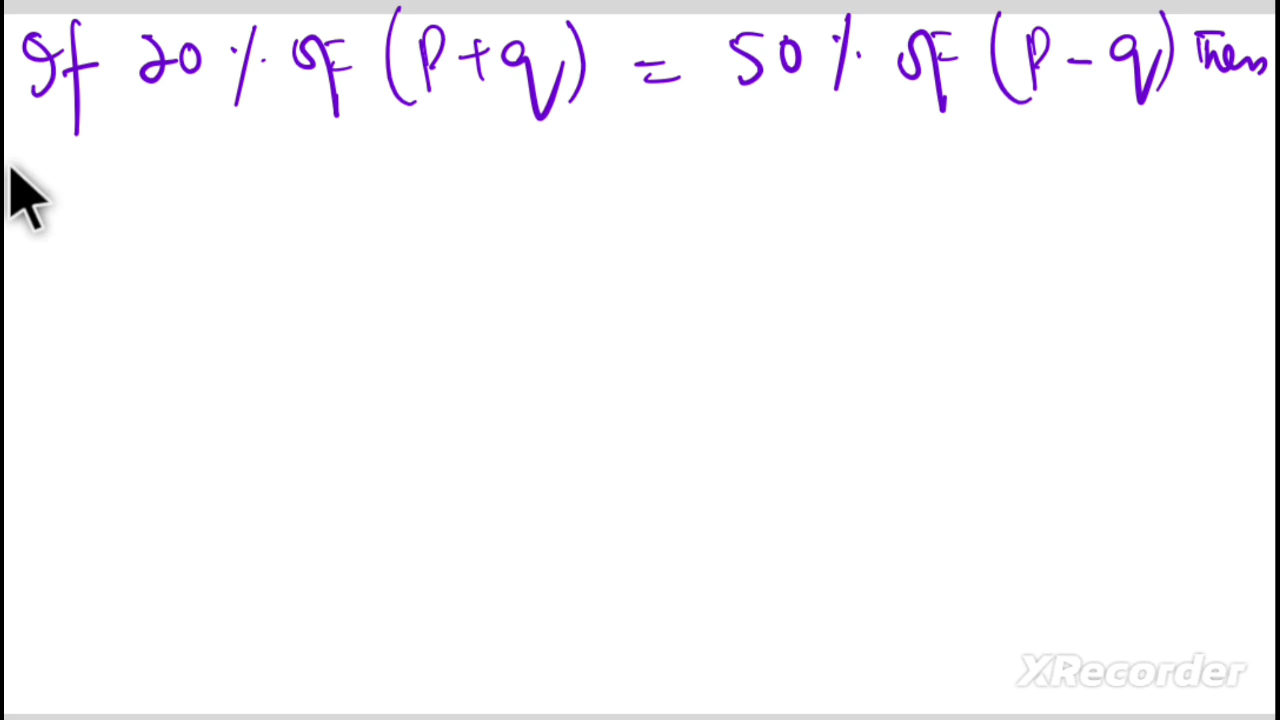 If 20% of (P+q) = 50% of (P-q) Then
XRecorder